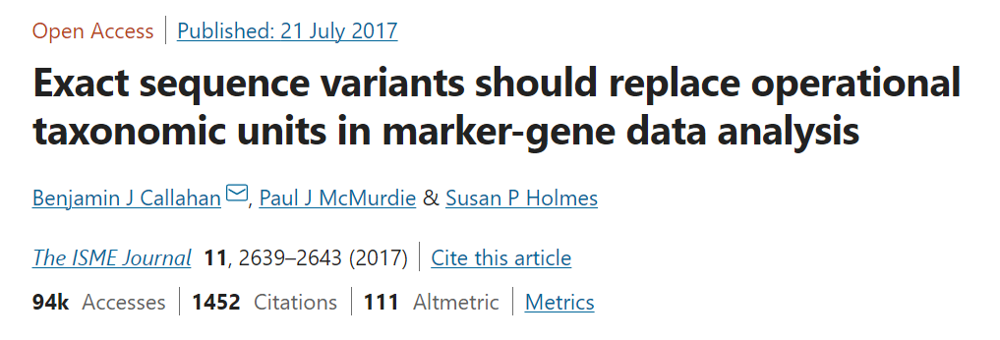 Open Access Published: 21 July 2017
Exact sequence variants should replace operational
taxonomic units in marker-gene data analysis
Benjamin J Callahan, Paul J McMurdie & Susan P Holmes
The ISME Journal 11, 2639–2643 (2017) Cite this article
94k Accesses 1452 Citations 111 Altmetric Metrics